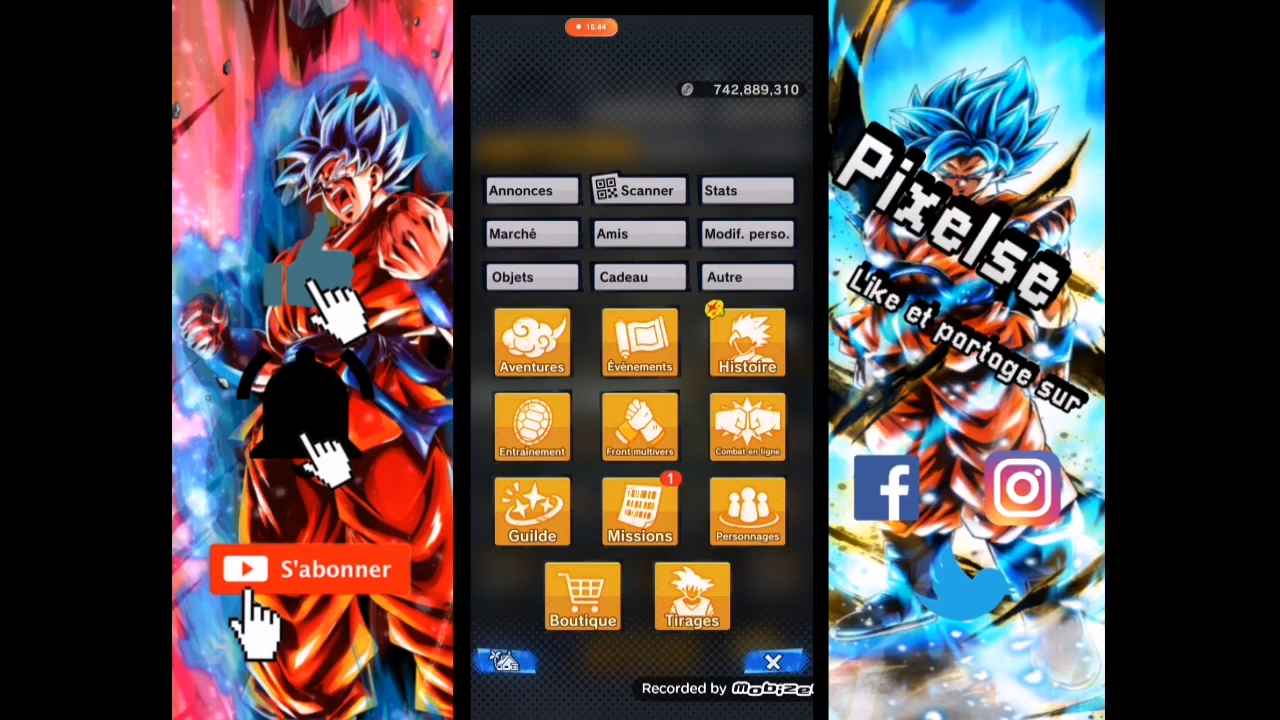 15:44
742,889,310
Annonces
Scanner
Stats
Marché
Amis
Modif. perso.
Objets
Cadeau
Autre
Aventures
Événements
Histoire
Entraînement
Front multivers
Combat en ligne
Guilde
1
Missions
Personnages
Boutique
Tirages
Recorded by
S'abonner
Pixelse
Like et partage sur